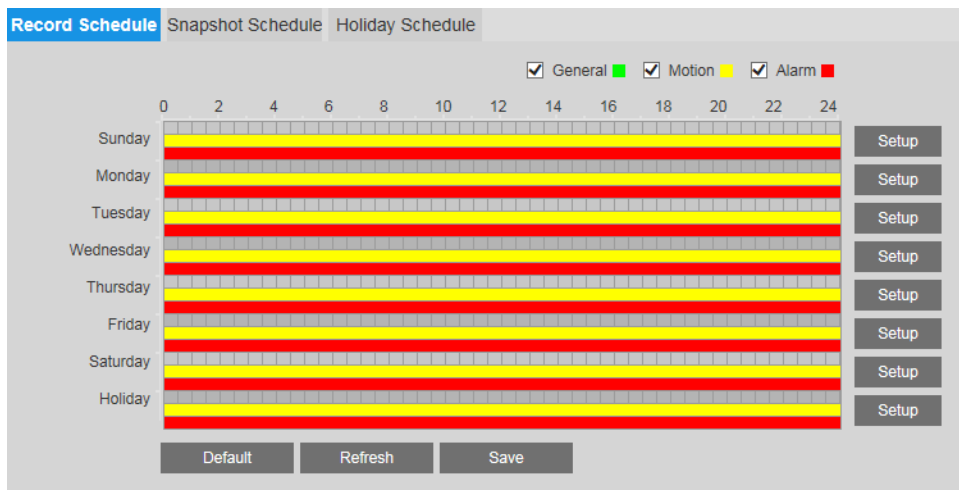 Record Schedule Snapshot Schedule Holiday Schedule
General Motion Alarm
0 2 4 6 8 10 12 14 16 18 20 22 24
Sunday Setup
Monday Setup
Tuesday Setup
Wednesday Setup
Thursday Setup
Friday Setup
Saturday Setup
Holiday Setup
Default Refresh Save